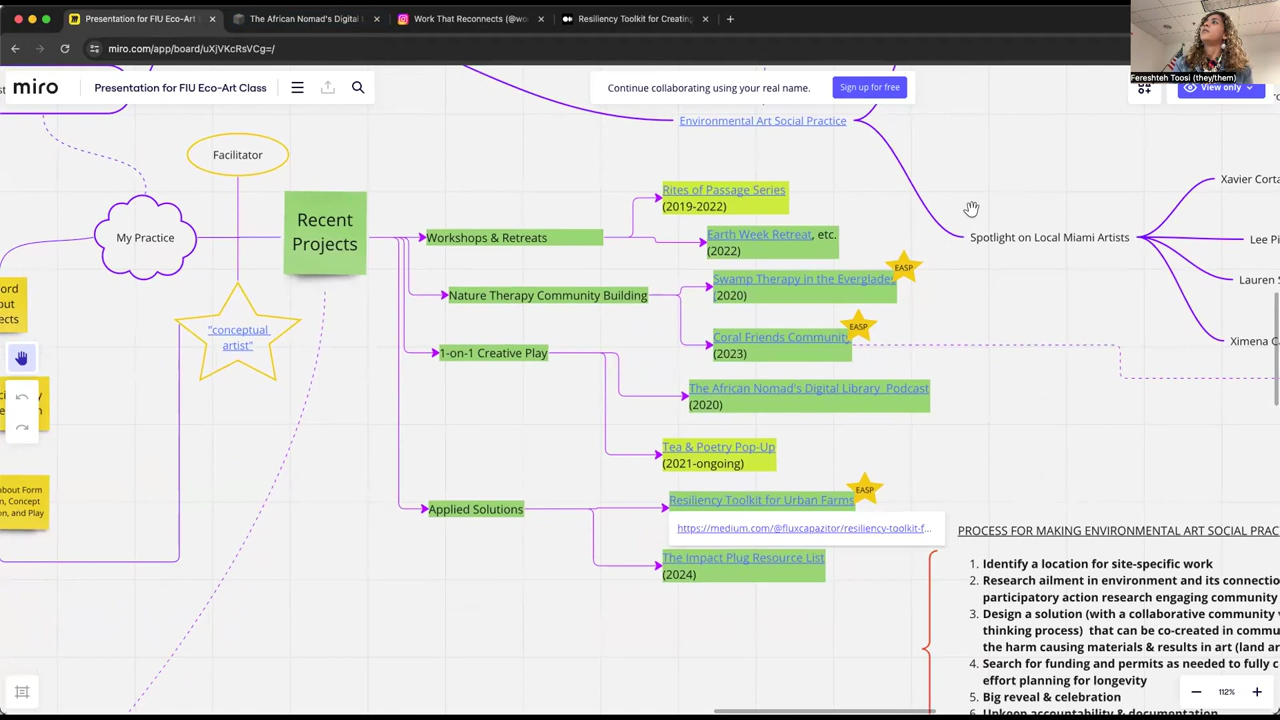 Presentation for FIU Eco-Art
The African Nomad's Digital
Work That Reconnects (@wo
Resiliency Toolkit for Creating
miro.com/app/board/uXjVKcRsVCg=/
Fereshteh Toosi (they/them)
miro
Presentation for FIU Eco-Art Class
Continue collaborating using your real name.
Sign up for free
View only
Environmental Art Social Practice
Facilitator
My Practice
"conceptual
artist"
Recent
Projects
Workshops & Retreats
Rites of Passage Series
(2019-2022)
Earth Week Retreat, etc.
(2022)
Nature Therapy Community Building
Swamp Therapy in the Everglades
(2020)
EASP
Coral Friends Community
(2023)
EASP
1-on-1 Creative Play
The African Nomad's Digital Library Podcast
(2020)
Tea & Poetry Pop-Up
(2021-ongoing)
Applied Solutions
Resiliency Toolkit for Urban Farms
EASP
https://medium.com/@fluxcapazitor/resiliency-toolkit-f...
The Impact Plug Resource List
(2024)
Spotlight on Local Miami Artists
Xavier Corta
Lee Pi
Lauren S
Ximena C
about Form
n, Concept
on, and Play
PROCESS FOR MAKING ENVIRONMENTAL ART SOCIAL PRAC
1. Identify a location for site-specific work
2. Research ailment in environment and its connectio
participatory action research engaging community
3. Design a solution (with a collaborative community
thinking process) that can be co-created in commu
the harm causing materials & results in art (land ar
4. Search for funding and permits as needed to fully c
effort planning for longevity
5. Big reveal & celebration
6. Upkeep accountability & documentation
112%